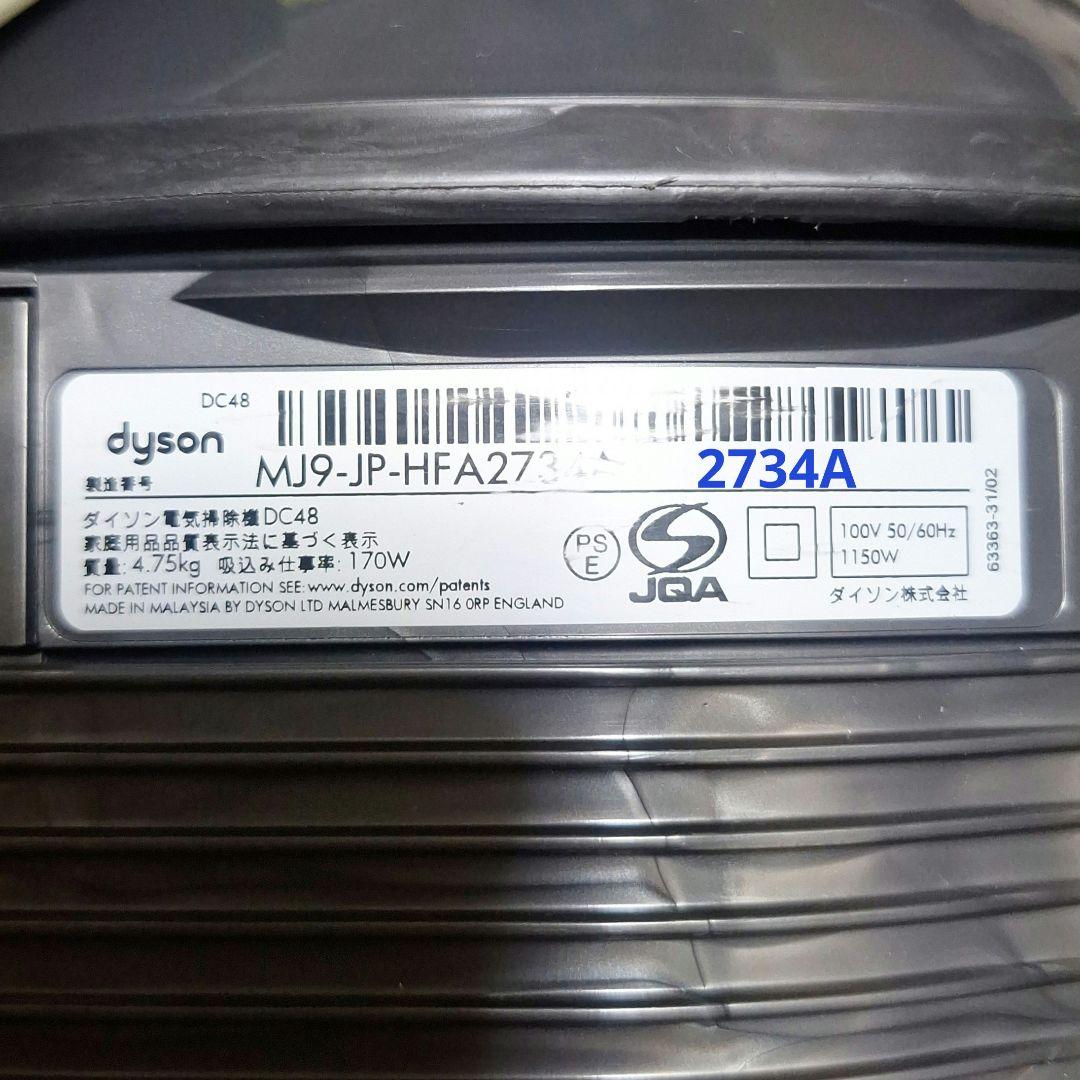 DC48
dyson
製造番号
MJ9-JP-HFA2734A
2734A
ダイソン電気掃除機DC48
家庭用品品質表示法に基づく表示
質量: 4.75kg 吸込み仕事率: 170W
FOR PATENT INFORMATION SEE: www.dyson.com/patents
MADE IN MALAYSIA BY DYSON LTD MALMESBURY SN16 0RP ENGLAND
PS
E
JQA
100V 50/60Hz
1150W
ダイソン株式会社
63363-31/02